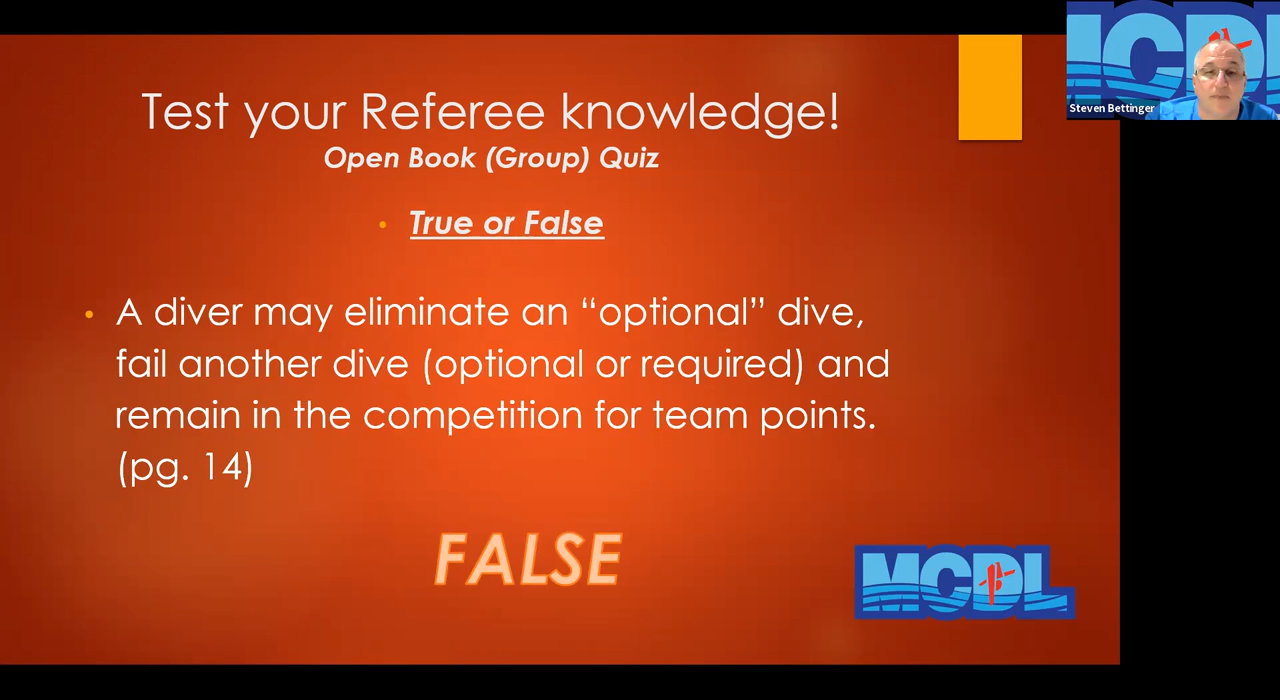 MCDL
Steven Bettinger
Test your Referee knowledge!
Open Book (Group) Quiz
• True or False
• A diver may eliminate an “optional” dive,
fail another dive (optional or required) and
remain in the competition for team points.
(pg. 14)
FALSE
MCDL